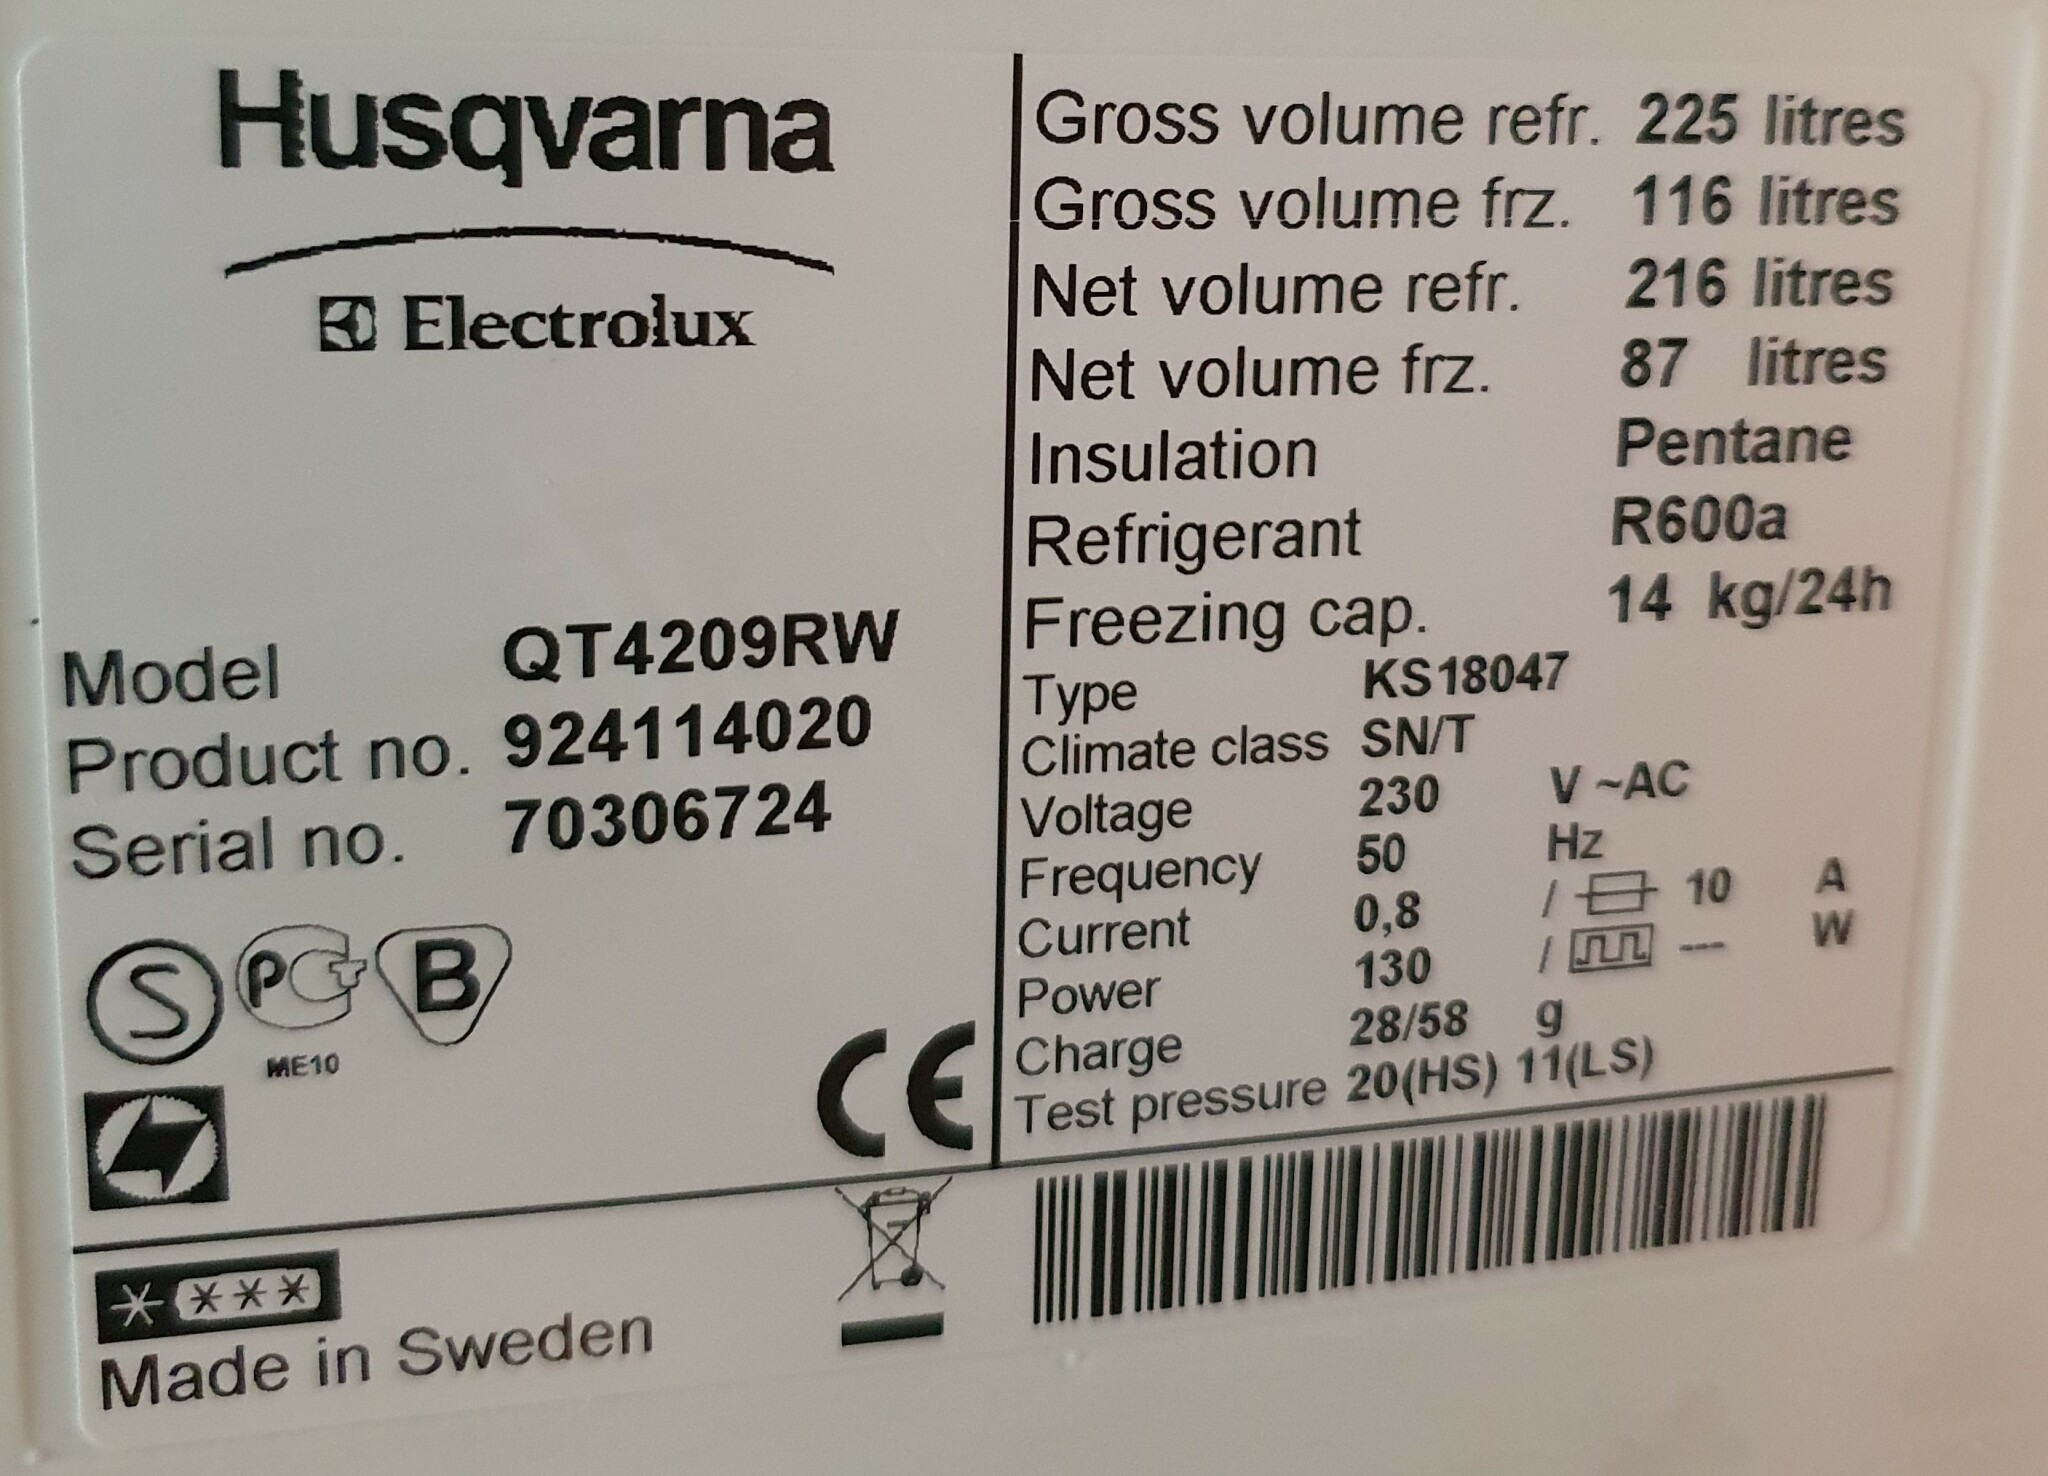 Husqvarna
Electrolux
Model QT4209RW
Product no. 924114020
Serial no. 70306724
S PCT B
ME10
CE
Made in Sweden
Gross volume refr. 225 litres
Gross volume frz. 116 litres
Net volume refr. 216 litres
Net volume frz. 87 litres
Insulation Pentane
Refrigerant R600a
Freezing cap. 14 kg/24h
Type KS18047
Climate class SN/T
Voltage 230 V ~AC
Frequency 50 Hz
Current 0,8 / 10 A
Power 130 / --- W
Charge 28/58 g
Test pressure 20(HS) 11(LS)